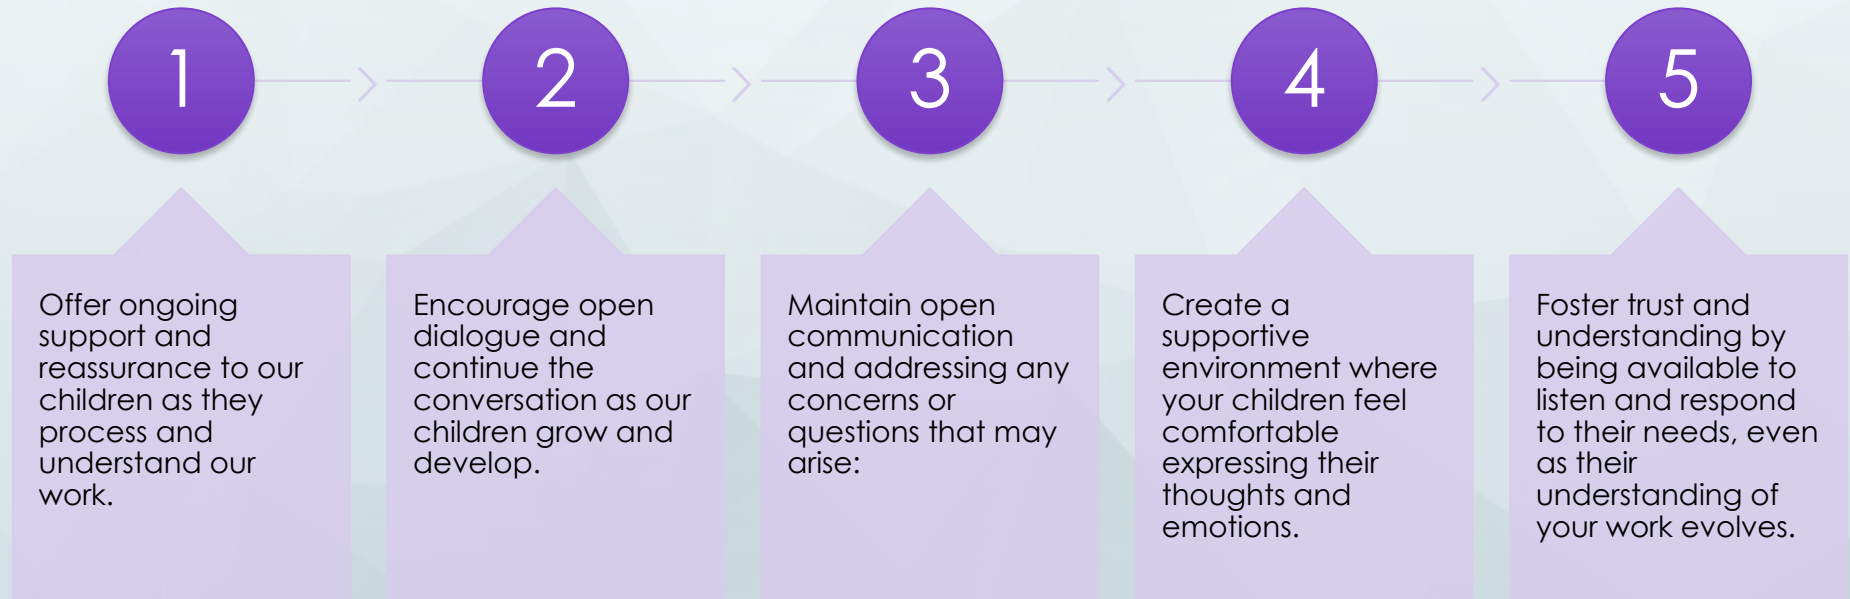 1
Offer ongoing
support and
reassurance to our
children as they
process and
understand our
work.
2
Encourage open
dialogue and
continue the
conversation as our
children grow and
develop.
3
Maintain open
communication
and addressing any
concerns or
questions that may
arise:
4
Create a
supportive
environment where
your children feel
comfortable
expressing their
thoughts and
emotions.
5
Foster trust and
understanding by
being available to
listen and respond
to their needs, even
as their
understanding of
your work evolves.